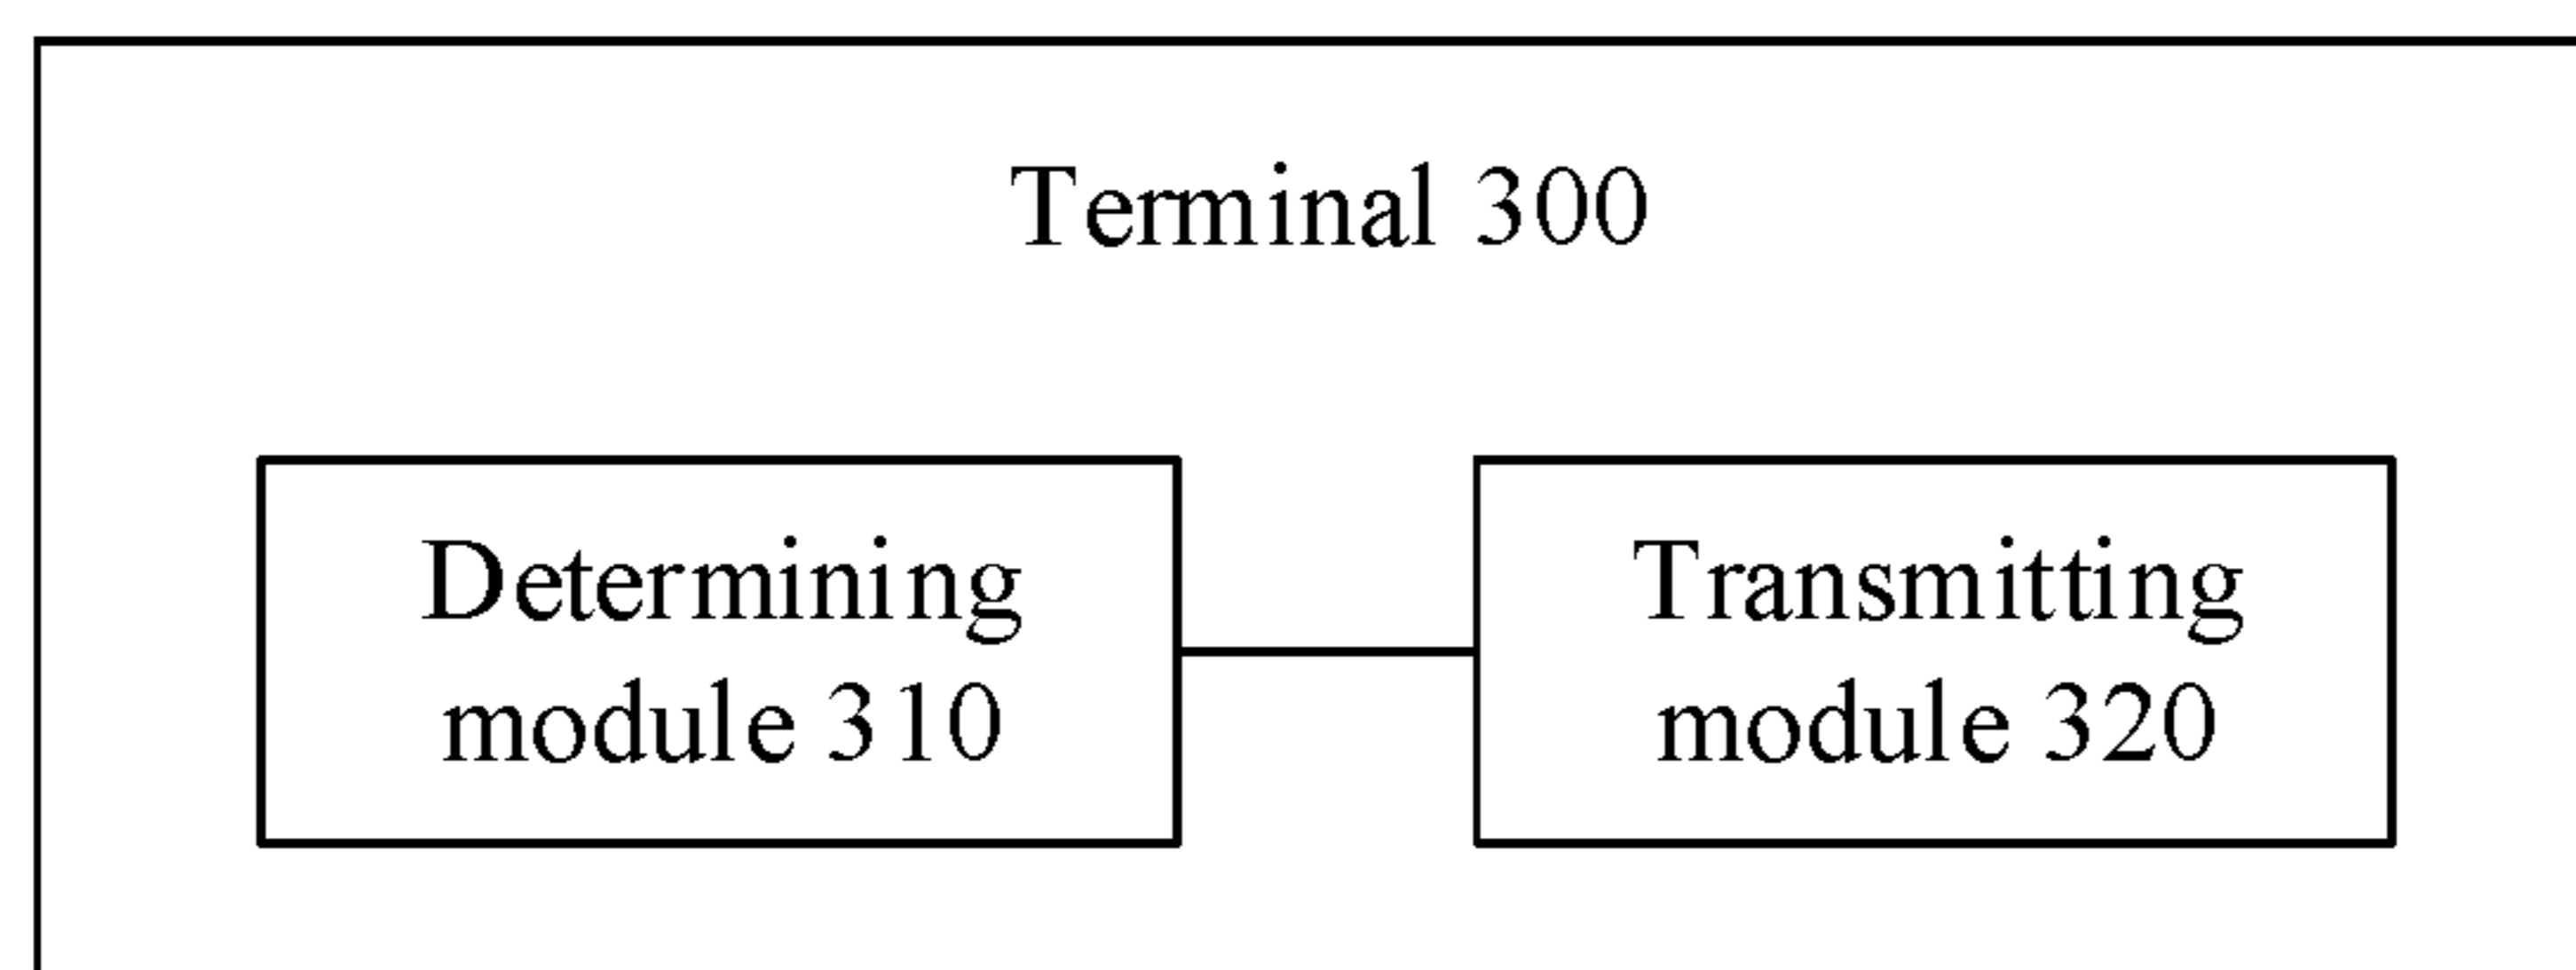 Terminal 300
Determining
module 310
Transmitting
module 320